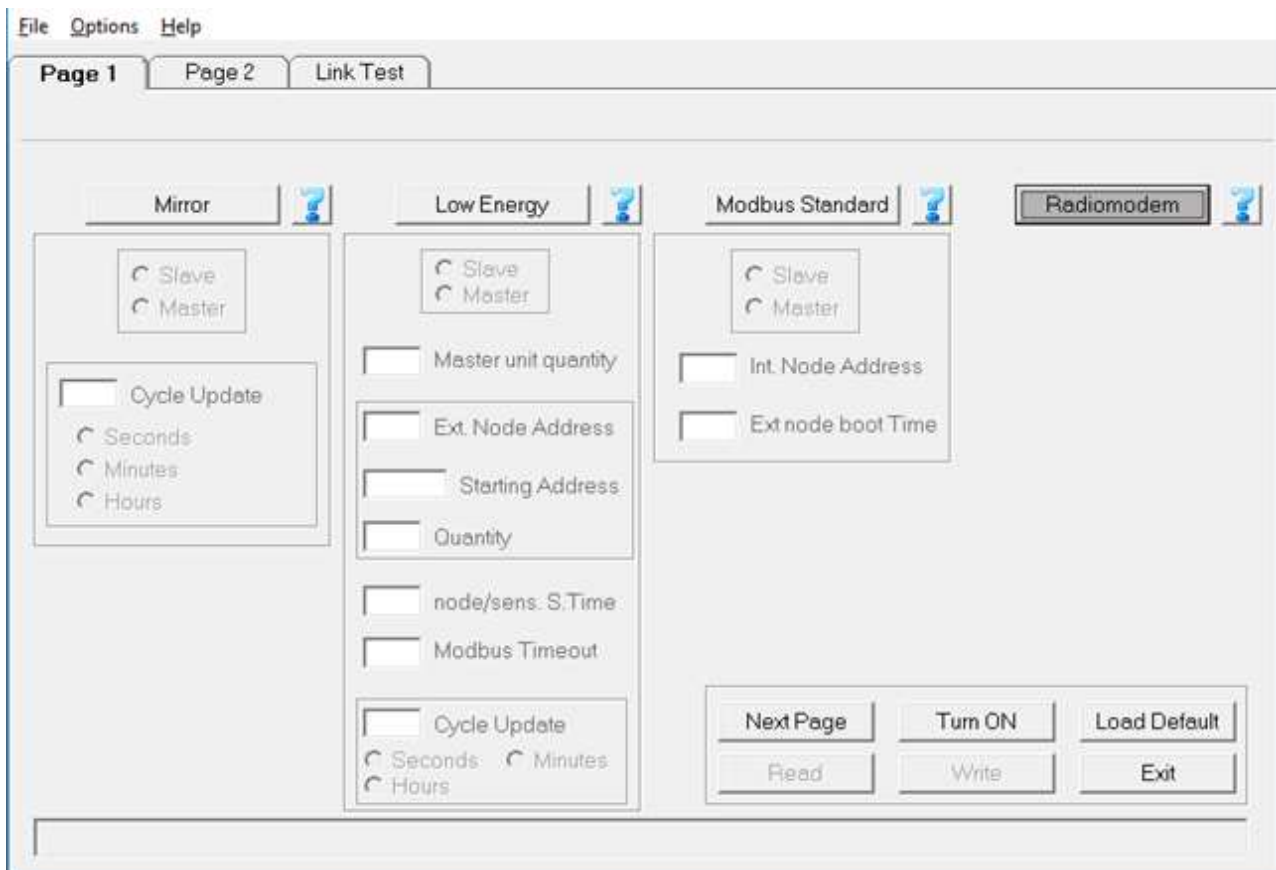 File Options Help
Page 1 Page 2 Link Test
Mirror
Slave
Master
Cycle Update
Seconds
Minutes
Hours
Low Energy
Slave
Master
Master unit quantity
Ext. Node Address
Starting Address
Quantity
node/sens. S.Time
Modbus Timeout
Cycle Update
Seconds Minutes
Hours
Modbus Standard
Slave
Master
Int. Node Address
Ext node boot Time
Radiomodem
Next Page Turn ON Load Default
Read Write Exit